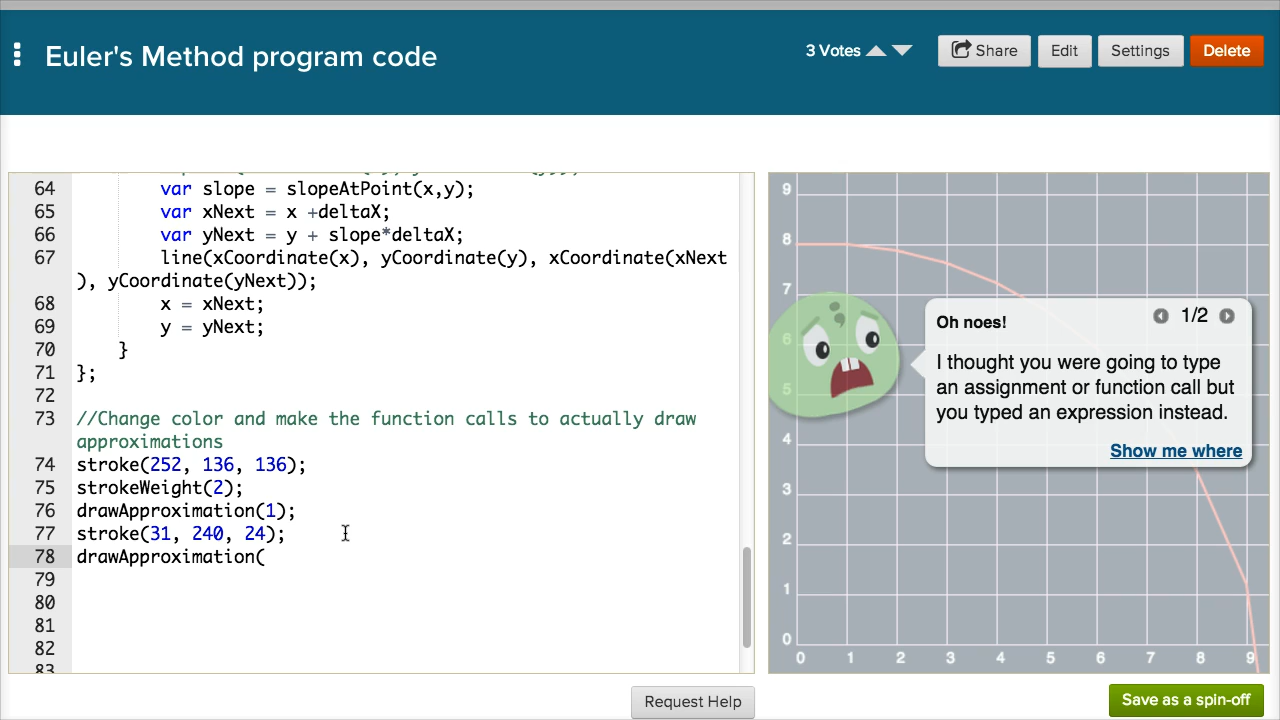 Euler's Method program code
3 Votes
Share
Edit
Settings
Delete
64 var slope = slopeAtPoint(x,y);
65 var xNext = x +deltaX;
66 var yNext = y + slope*deltaX;
67 line(xCoordinate(x), yCoordinate(y), xCoordinate(xNext
), yCoordinate(yNext));
68 x = xNext;
69 y = yNext;
70 }
71 };
72
73 //Change color and make the function calls to actually draw
approximations
74 stroke(252, 136, 136);
75 strokeWeight(2);
76 drawApproximation(1);
77 stroke(31, 240, 24);
78 drawApproximation(
79
80
81
82
83
9
8
7
6
5
4
3
2
1
0
0 1 2 3 4 5 6 7 8 9
Oh noes!
1/2
I thought you were going to type
an assignment or function call but
you typed an expression instead.
Show me where
Request Help
Save as a spin-off